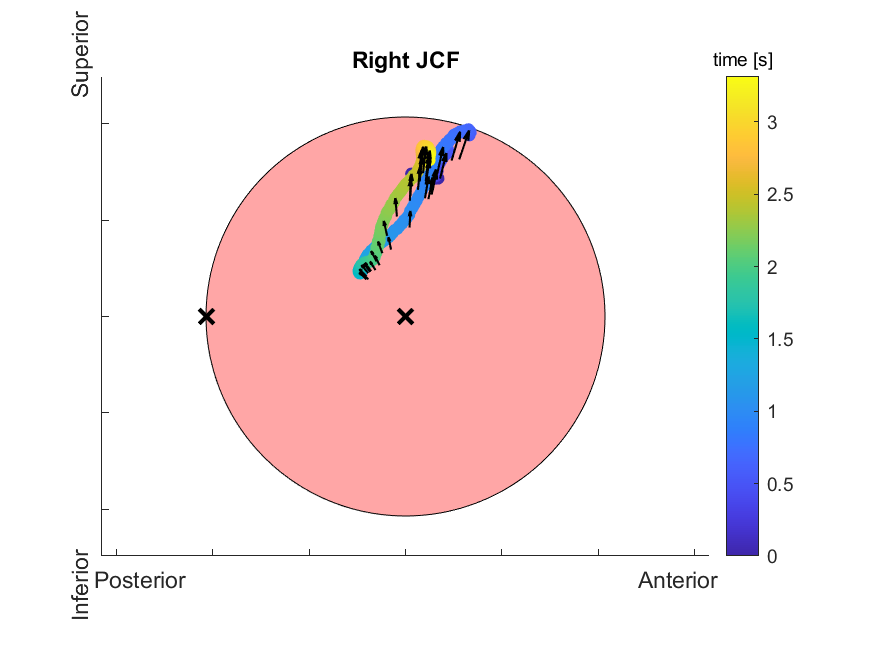 Right JCF
time [s]
Superior
Inferior
Posterior
Anterior
3
2.5
2
1.5
1
0.5
0